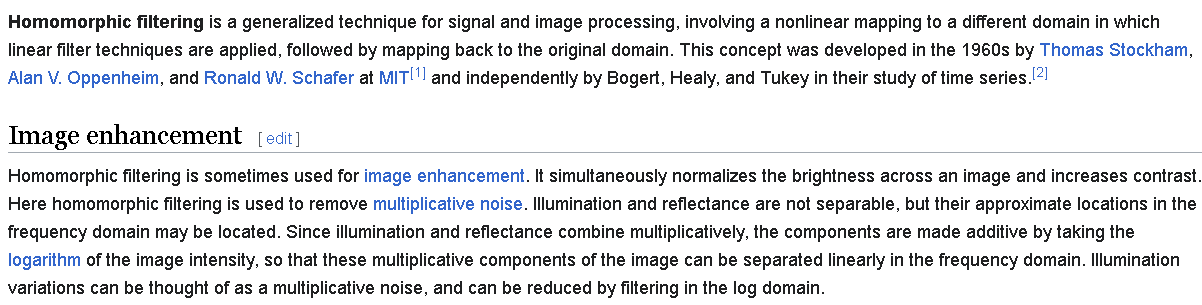 Homomorphic filtering is a generalized technique for signal and image processing, involving a nonlinear mapping to a different domain in which
linear filter techniques are applied, followed by mapping back to the original domain. This concept was developed in the 1960s by Thomas Stockham,
Alan V. Oppenheim, and Ronald W. Schafer at MIT[1] and independently by Bogert, Healy, and Tukey in their study of time series.[2]
Image enhancement [ edit ]
Homomorphic filtering is sometimes used for image enhancement. It simultaneously normalizes the brightness across an image and increases contrast.
Here homomorphic filtering is used to remove multiplicative noise. Illumination and reflectance are not separable, but their approximate locations in the
frequency domain may be located. Since illumination and reflectance combine multiplicatively, the components are made additive by taking the
logarithm of the image intensity, so that these multiplicative components of the image can be separated linearly in the frequency domain. Illumination
variations can be thought of as a multiplicative noise, and can be reduced by filtering in the log domain.